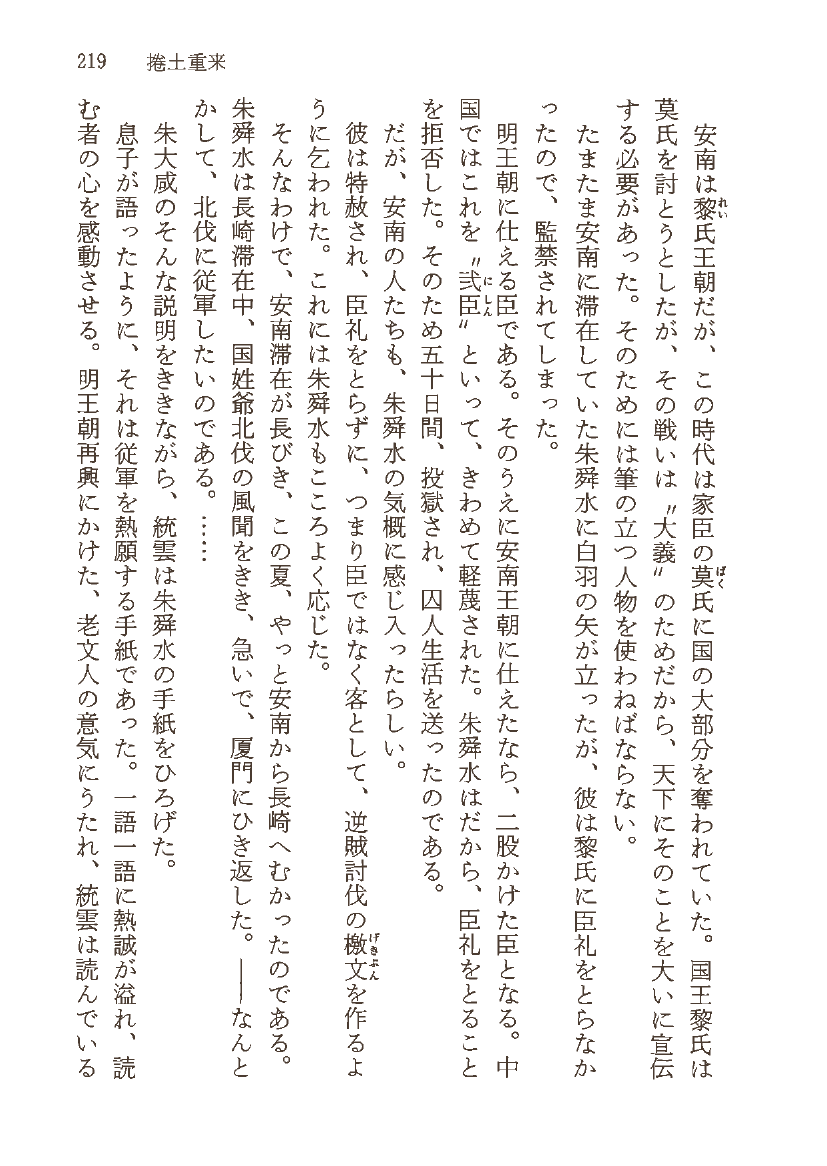 219 捲土重来
安南は黎氏王朝だが、この時代は家臣の莫氏に国の大部分を奪われていた。国王黎氏は
莫氏を討とうとしたが、その戦いは〝大義〟のためだから、天下にそのことを大いに宣伝
する必要があった。そのためには筆の立つ人物を使わねばならない。
たまたま安南に滞在していた朱舜水に白羽の矢が立ったが、彼は黎氏に臣礼をとらなか
ったので、監禁されてしまった。
明王朝に仕える臣である。そのうえに安南王朝に仕えたなら、二股かけた臣となる。中
国ではこれを〝弐臣〟といって、きわめて軽蔑された。朱舜水はだから、臣礼をとること
を拒否した。そのため五十日間、投獄され、囚人生活を送ったのである。
だが、安南の人たちも、朱舜水の気概に感じ入ったらしい。
彼は特赦され、臣礼をとらずに、つまり臣ではなく客として、逆賊討伐の檄文を作るよ
うに乞われた。これには朱舜水もこころよく応じた。
そんなわけで、安南滞在が長びき、この夏、やっと安南から長崎へむかったのである。
朱舜水は長崎滞在中、国姓爺北伐の風聞をきき、急いで、厦門にひき返した。――なんと
かして、北伐に従軍したいのである。……
朱大咸のそんな説明をききながら、統雲は朱舜水の手紙をひろげた。
息子が語ったように、それは従軍を熱願する手紙であった。一語一語に熱誠が溢れ、読
む者の心を感動させる。明王朝再興にかけた、老文人の意気にうたれ、統雲は読んでいる